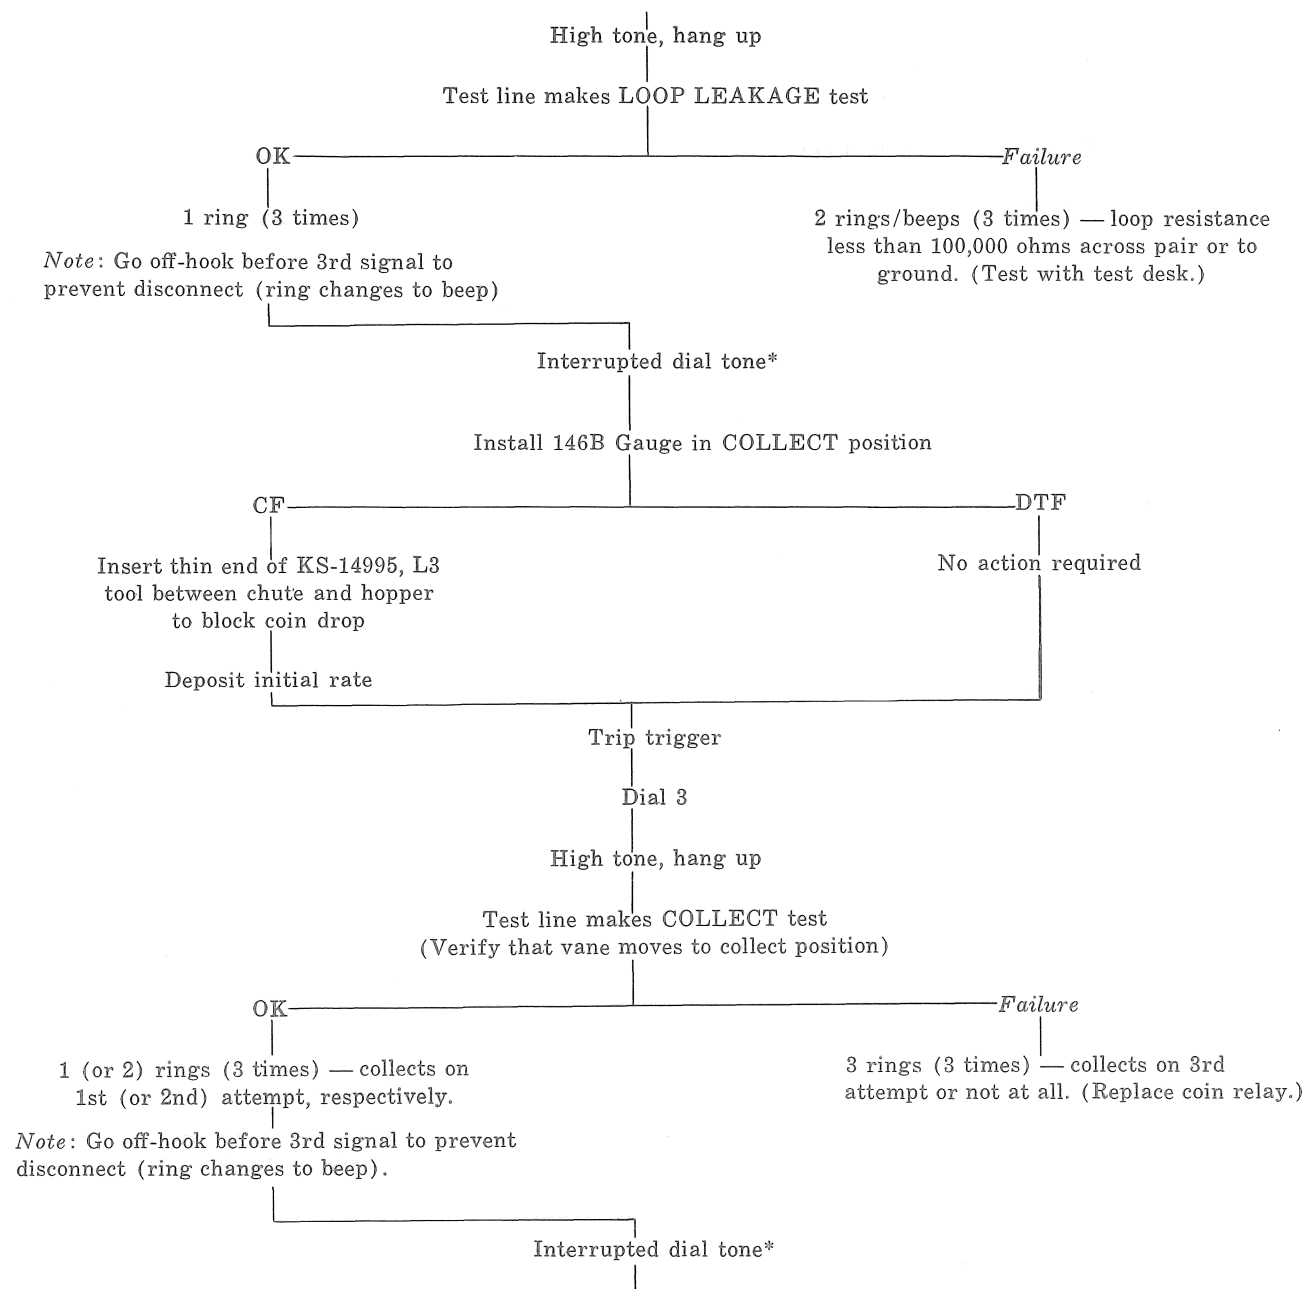 High tone, hang up
Test line makes LOOP LEAKAGE test
OK
Failure
1 ring (3 times)
Note: Go off-hook before 3rd signal to
prevent disconnect (ring changes to beep)
2 rings/beeps (3 times) — loop resistance
less than 100,000 ohms across pair or to
ground. (Test with test desk.)
Interrupted dial tone*
Install 146B Gauge in COLLECT position
CF
DTF
Insert thin end of KS-14995, L3
tool between chute and hopper
to block coin drop
No action required
Deposit initial rate
Trip trigger
Dial 3
High tone, hang up
Test line makes COLLECT test
(Verify that vane moves to collect position)
OK
Failure
1 (or 2) rings (3 times) — collects on
1st (or 2nd) attempt, respectively.
3 rings (3 times) — collects on 3rd
attempt or not at all. (Replace coin relay.)
Note: Go off-hook before 3rd signal to prevent
disconnect (ring changes to beep).
Interrupted dial tone*